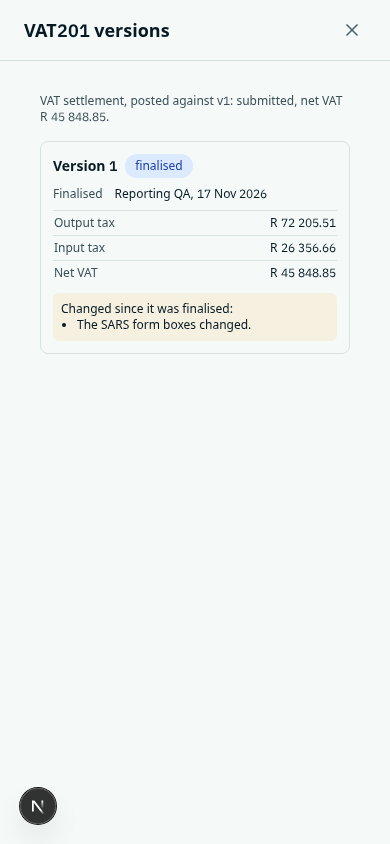 VAT201 versions
VAT settlement, posted against v1: submitted, net VAT
R 45 848.85.
Version 1 finalised
Finalised Reporting QA, 17 Nov 2026
Output tax R 72 205.51
Input tax R 26 356.66
Net VAT R 45 848.85
Changed since it was finalised:
• The SARS form boxes changed.
N